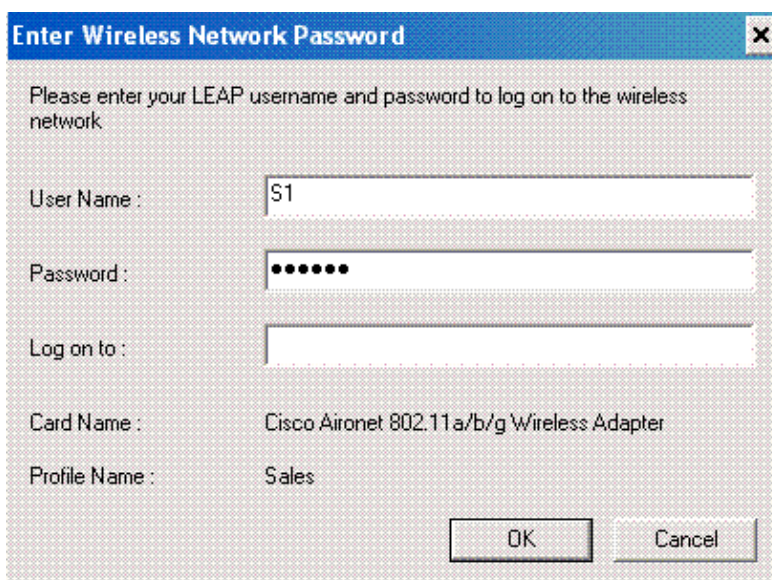 Enter Wireless Network Password
Please enter your LEAP username and password to log on to the wireless
network
User Name : S1
Password : ••••••
Log on to :
Card Name : Cisco Aironet 802.11a/b/g Wireless Adapter
Profile Name : Sales
OK Cancel